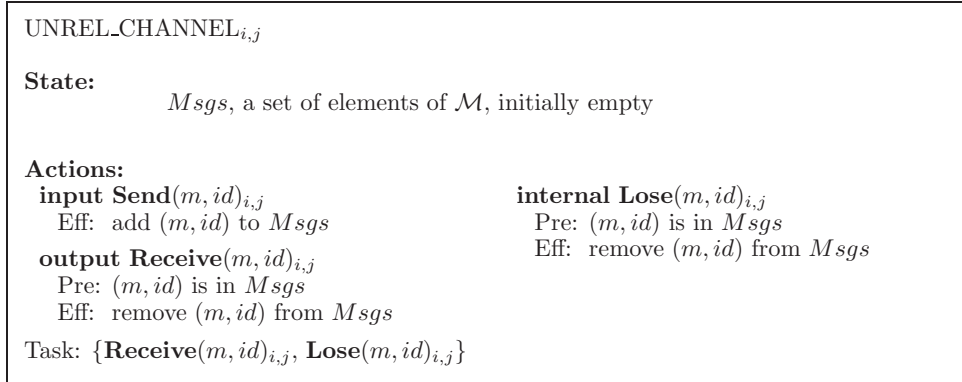 UNREL_CHANNELi,j
State:
Msgs, a set of elements of M, initially empty
Actions:
input Send(m, id)i,j
Eff: add (m, id) to Msgs
output Receive(m, id)i,j
Pre: (m, id) is in Msgs
Eff: remove (m, id) from Msgs
internal Lose(m, id)i,j
Pre: (m, id) is in Msgs
Eff: remove (m, id) from Msgs
Task: {Receive(m, id)i,j, Lose(m, id)i,j}